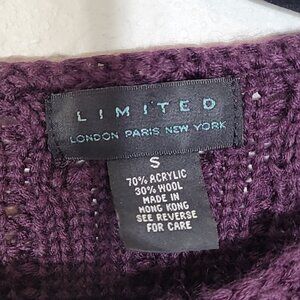 LIMITED
LONDON PARIS NEW YORK
S
70% ACRYLIC
30% WOOL
MADE IN
HONG KONG
SEE REVERSE
FOR CARE